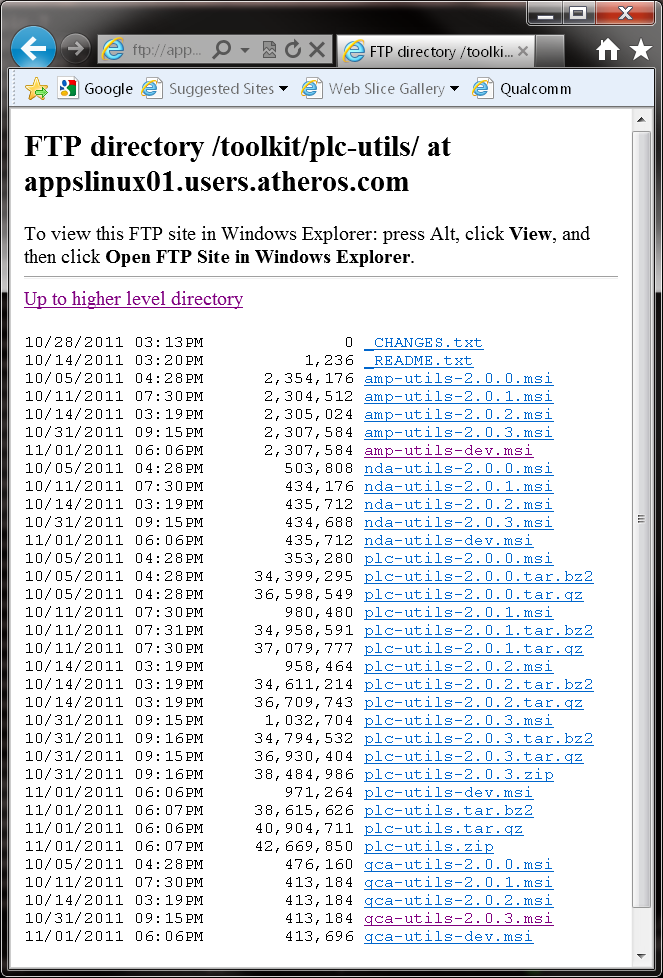 ftp://app...
FTP directory /toolki...
Google Suggested Sites Web Slice Gallery Qualcomm
FTP directory /toolkit/plc-utils/ at
appslinux01.users.atheros.com
To view this FTP site in Windows Explorer: press Alt, click View, and
then click Open FTP Site in Windows Explorer.
Up to higher level directory
10/28/2011 03:13PM 0 _CHANGES.txt
10/14/2011 03:20PM 1,236 _README.txt
10/05/2011 04:28PM 2,354,176 amp-utils-2.0.0.msi
10/11/2011 07:30PM 2,304,512 amp-utils-2.0.1.msi
10/14/2011 03:19PM 2,305,024 amp-utils-2.0.2.msi
10/31/2011 09:15PM 2,307,584 amp-utils-2.0.3.msi
11/01/2011 06:06PM 2,307,584 amp-utils-dev.msi
10/05/2011 04:28PM 503,808 nda-utils-2.0.0.msi
10/11/2011 07:30PM 434,176 nda-utils-2.0.1.msi
10/14/2011 03:19PM 435,712 nda-utils-2.0.2.msi
10/31/2011 09:15PM 434,688 nda-utils-2.0.3.msi
11/01/2011 06:06PM 435,712 nda-utils-dev.msi
10/05/2011 04:28PM 353,280 plc-utils-2.0.0.msi
10/05/2011 04:28PM 34,399,295 plc-utils-2.0.0.tar.bz2
10/05/2011 04:28PM 36,598,549 plc-utils-2.0.0.tar.gz
10/11/2011 07:30PM 980,480 plc-utils-2.0.1.msi
10/11/2011 07:31PM 34,958,591 plc-utils-2.0.1.tar.bz2
10/11/2011 07:30PM 37,079,777 plc-utils-2.0.1.tar.gz
10/14/2011 03:19PM 958,464 plc-utils-2.0.2.msi
10/14/2011 03:19PM 34,611,214 plc-utils-2.0.2.tar.bz2
10/14/2011 03:19PM 36,709,743 plc-utils-2.0.2.tar.gz
10/31/2011 09:15PM 1,032,704 plc-utils-2.0.3.msi
10/31/2011 09:16PM 34,794,532 plc-utils-2.0.3.tar.bz2
10/31/2011 09:15PM 36,930,404 plc-utils-2.0.3.tar.gz
10/31/2011 09:16PM 38,484,986 plc-utils-2.0.3.zip
11/01/2011 06:06PM 971,264 plc-utils-dev.msi
11/01/2011 06:07PM 38,615,626 plc-utils.tar.bz2
11/01/2011 06:06PM 40,904,711 plc-utils.tar.gz
11/01/2011 06:07PM 42,669,850 plc-utils.zip
10/05/2011 04:28PM 476,160 qca-utils-2.0.0.msi
10/11/2011 07:30PM 413,184 qca-utils-2.0.1.msi
10/14/2011 03:19PM 413,184 qca-utils-2.0.2.msi
10/31/2011 09:15PM 413,184 qca-utils-2.0.3.msi
11/01/2011 06:06PM 413,696 qca-utils-dev.msi